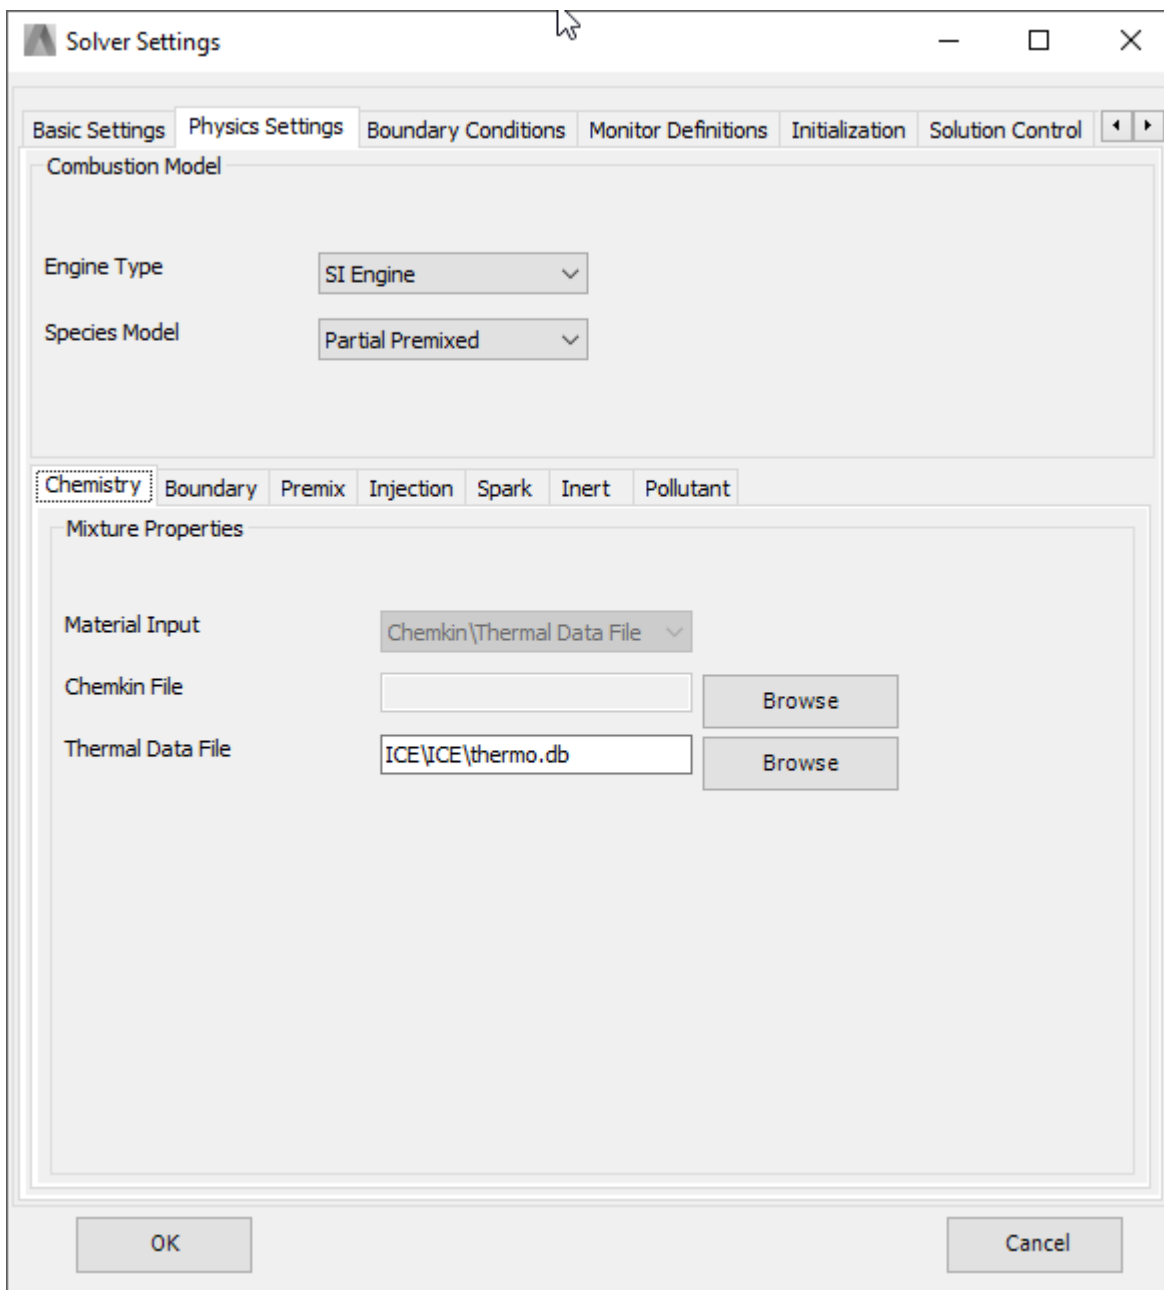 Solver Settings
Basic Settings Physics Settings Boundary Conditions Monitor Definitions Initialization Solution Control
Combustion Model
Engine Type SI Engine
Species Model Partial Premixed
Chemistry Boundary Premix Injection Spark Inert Pollutant
Mixture Properties
Material Input Chemkin\Thermal Data File
Chemkin File Browse
Thermal Data File ICE\ICE\thermo.db Browse
OK Cancel